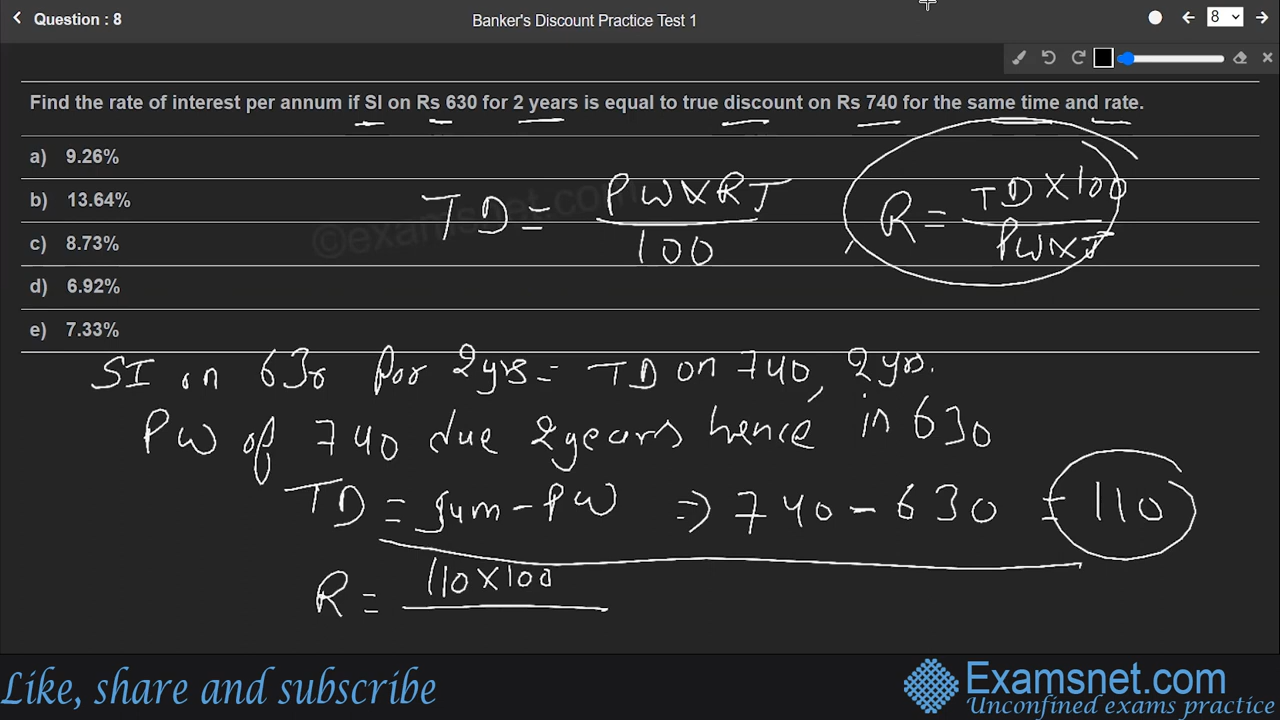 Question : 8
Banker's Discount Practice Test 1
8
Find the rate of interest per annum if SI on Rs 630 for 2 years is equal to true discount on Rs 740 for the same time and rate.
a) 9.26%
b) 13.64%
c) 8.73%
d) 6.92%
e) 7.33%
©examsnet.com
TD = PW×RT
100
R = TD×100
PW×T
SI on 630 for 2yrs = TD on 740, 2yrs.
PW of 740 due 2years hence in 630
TD = sum - PW ⇒ 740 - 630 = 110
R = 110×100
Like, share and subscribe
Examsnet.com
Unconfined exams practice